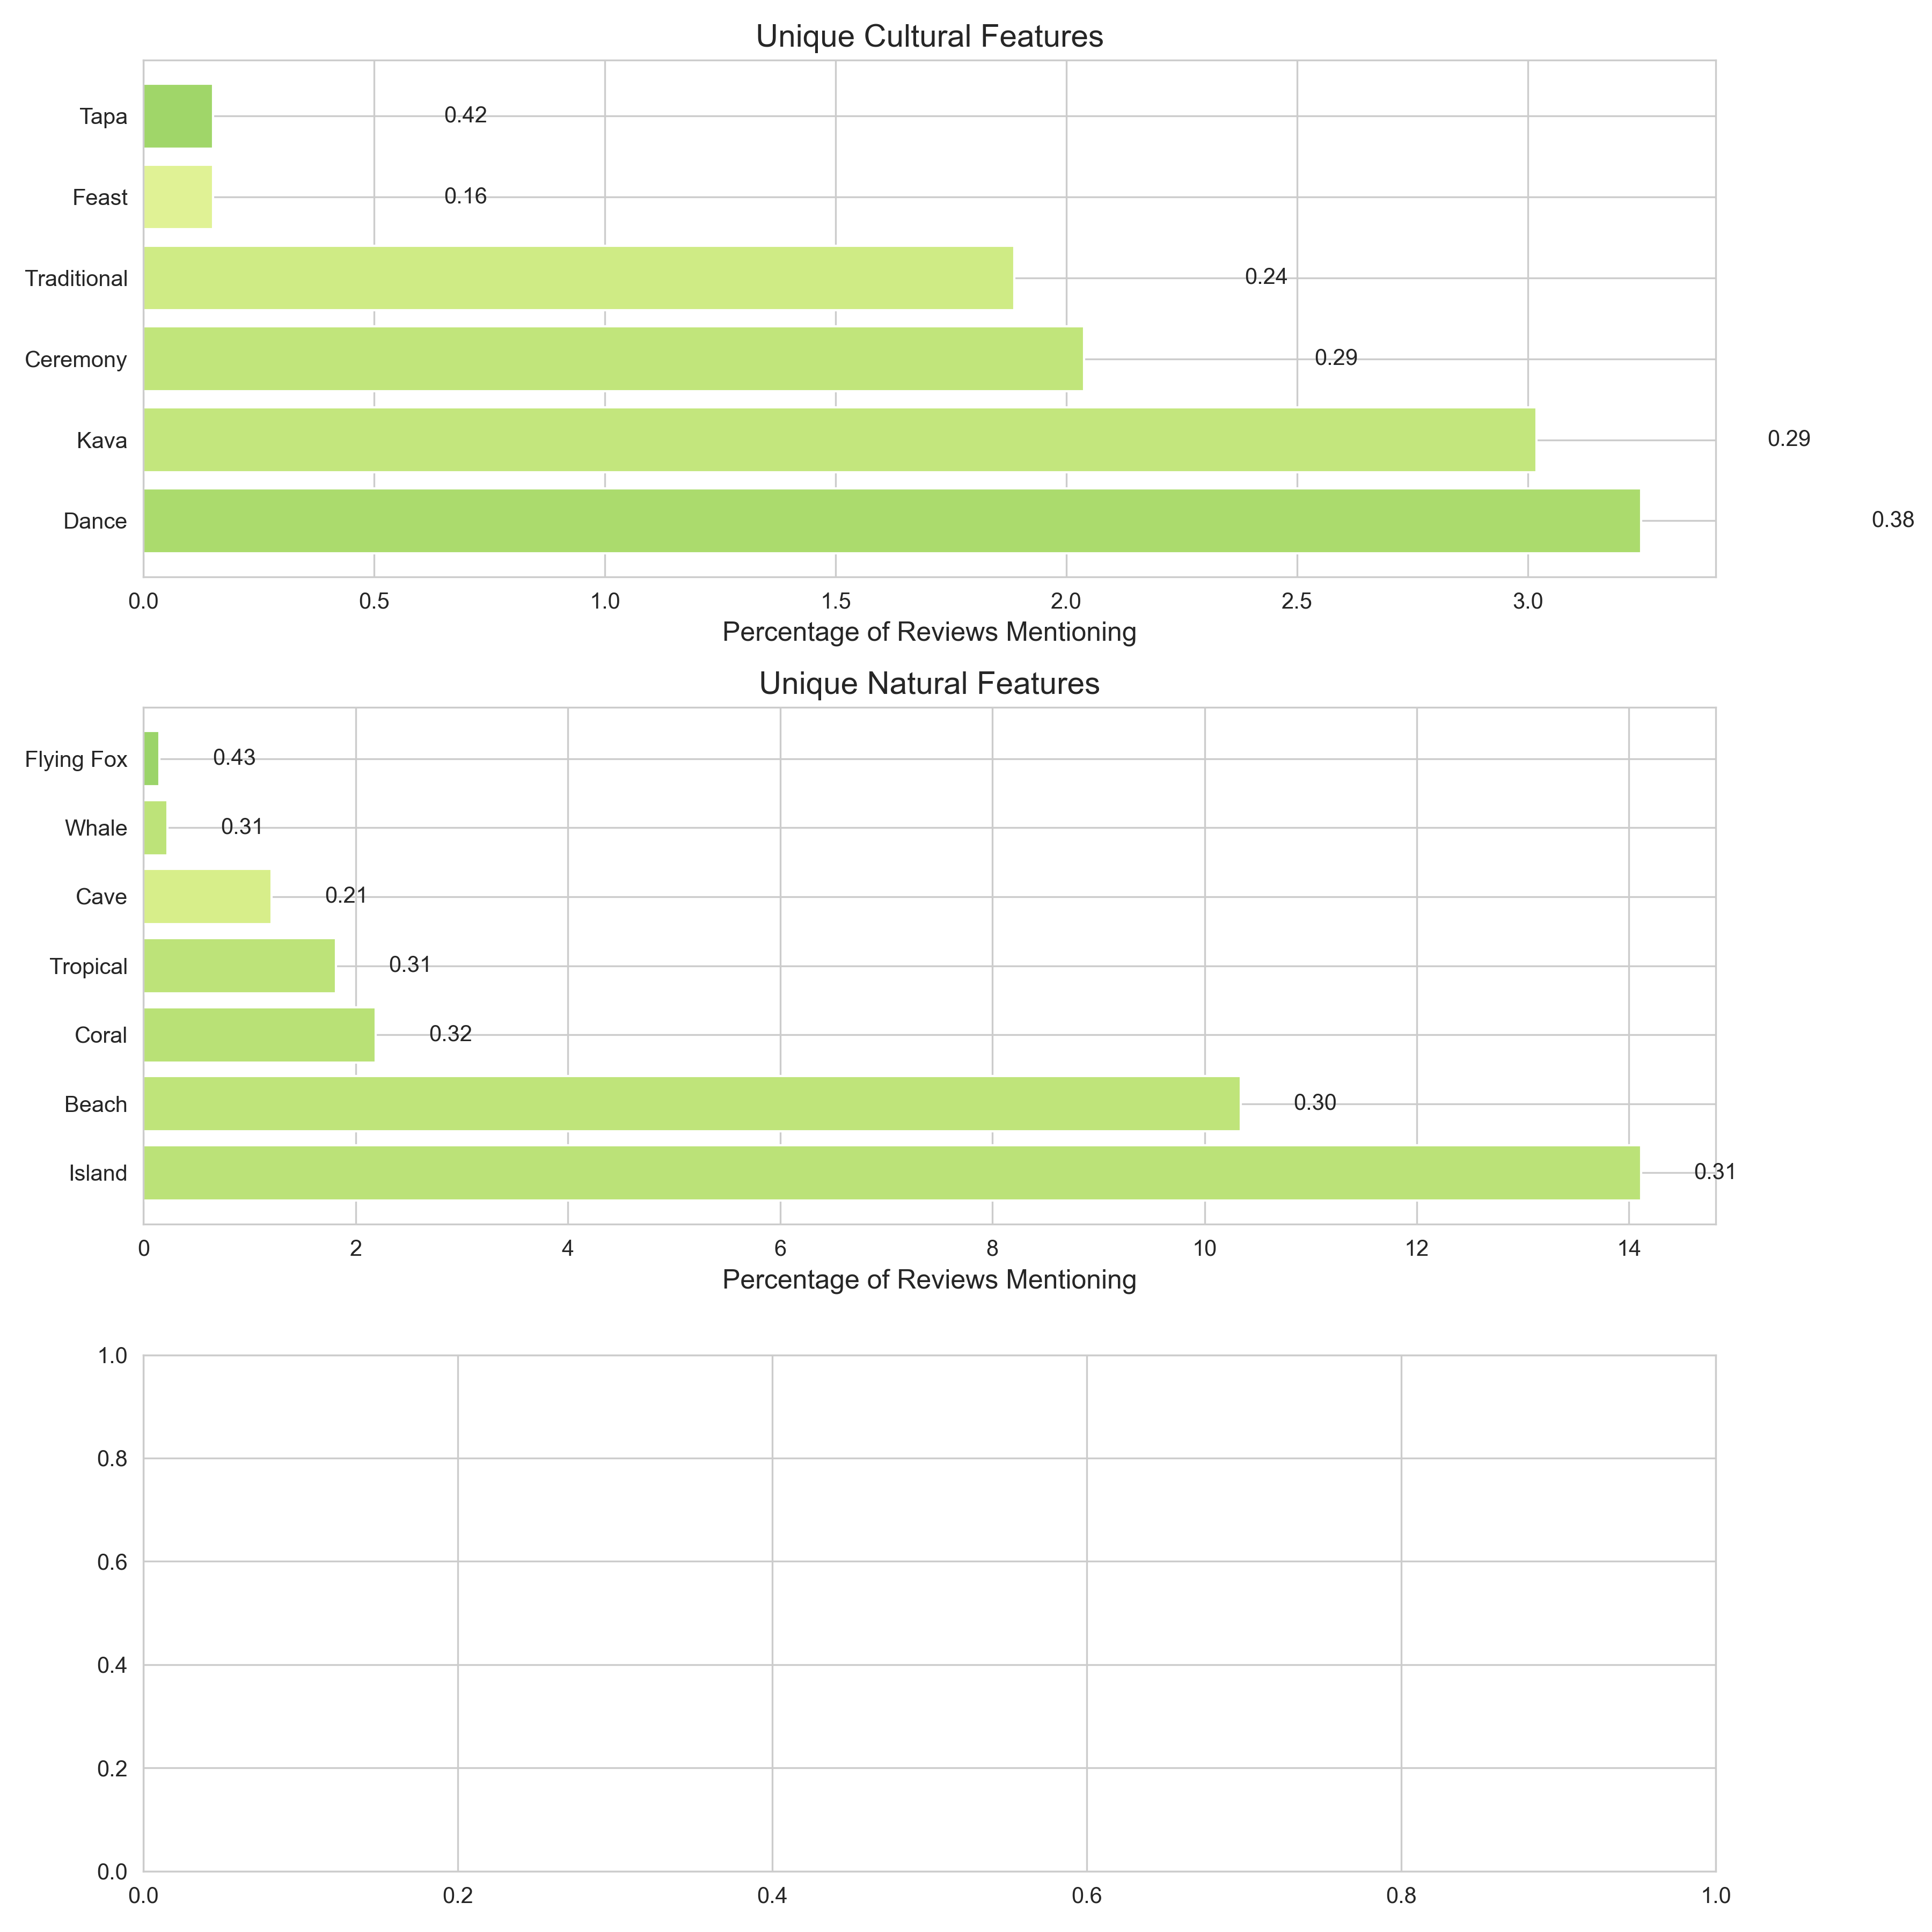 Unique Cultural Features
Tapa 0.42
Feast 0.16
Traditional 0.24
Ceremony 0.29
Kava 0.29
Dance 0.38
0.0 0.5 1.0 1.5 2.0 2.5 3.0
Percentage of Reviews Mentioning
Unique Natural Features
Flying Fox 0.43
Whale 0.31
Cave 0.21
Tropical 0.31
Coral 0.32
Beach 0.30
Island 0.31
0 2 4 6 8 10 12 14
Percentage of Reviews Mentioning
1.0
0.8
0.6
0.4
0.2
0.0
0.0 0.2 0.4 0.6 0.8 1.0